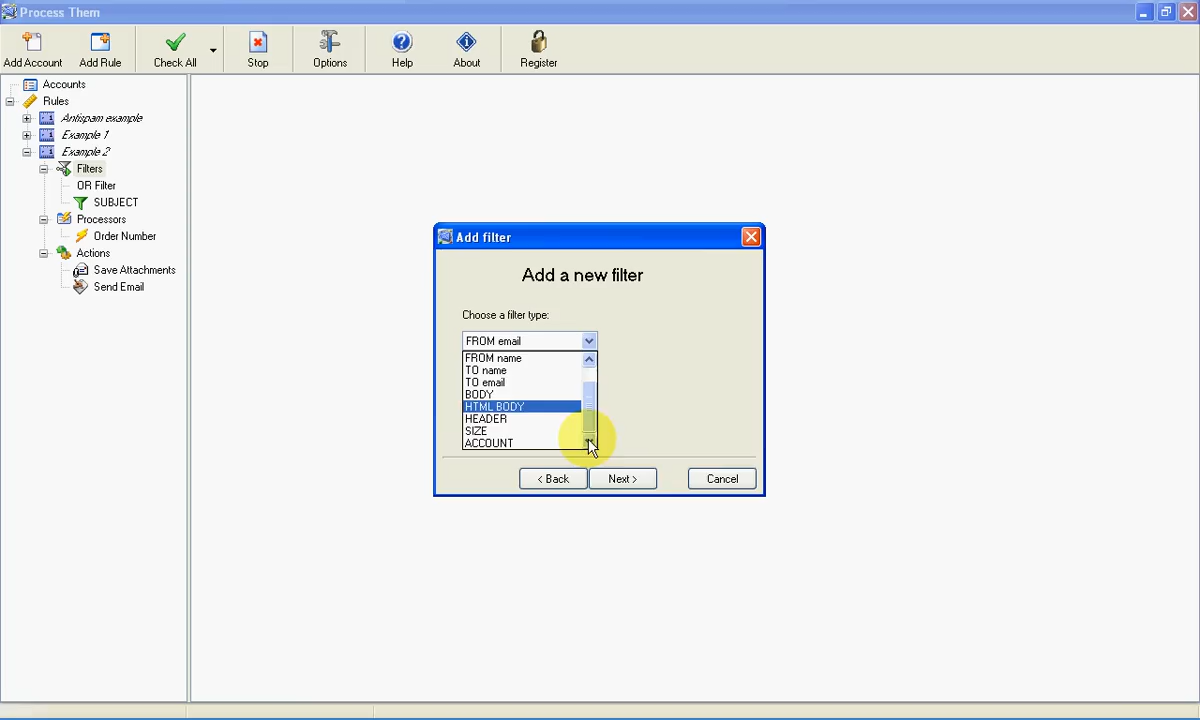 Process Them
Add Account
Add Rule
Check All
Stop
Options
Help
About
Register
Accounts
Rules
Antispam example
Example 1
Example 2
Filters
OR Filter
SUBJECT
Processors
Order Number
Actions
Save Attachments
Send Email
Add filter
Add a new filter
Choose a filter type:
FROM email
FROM name
TO name
TO email
BODY
HTML BODY
HEADER
SIZE
ACCOUNT
< Back
Next >
Cancel